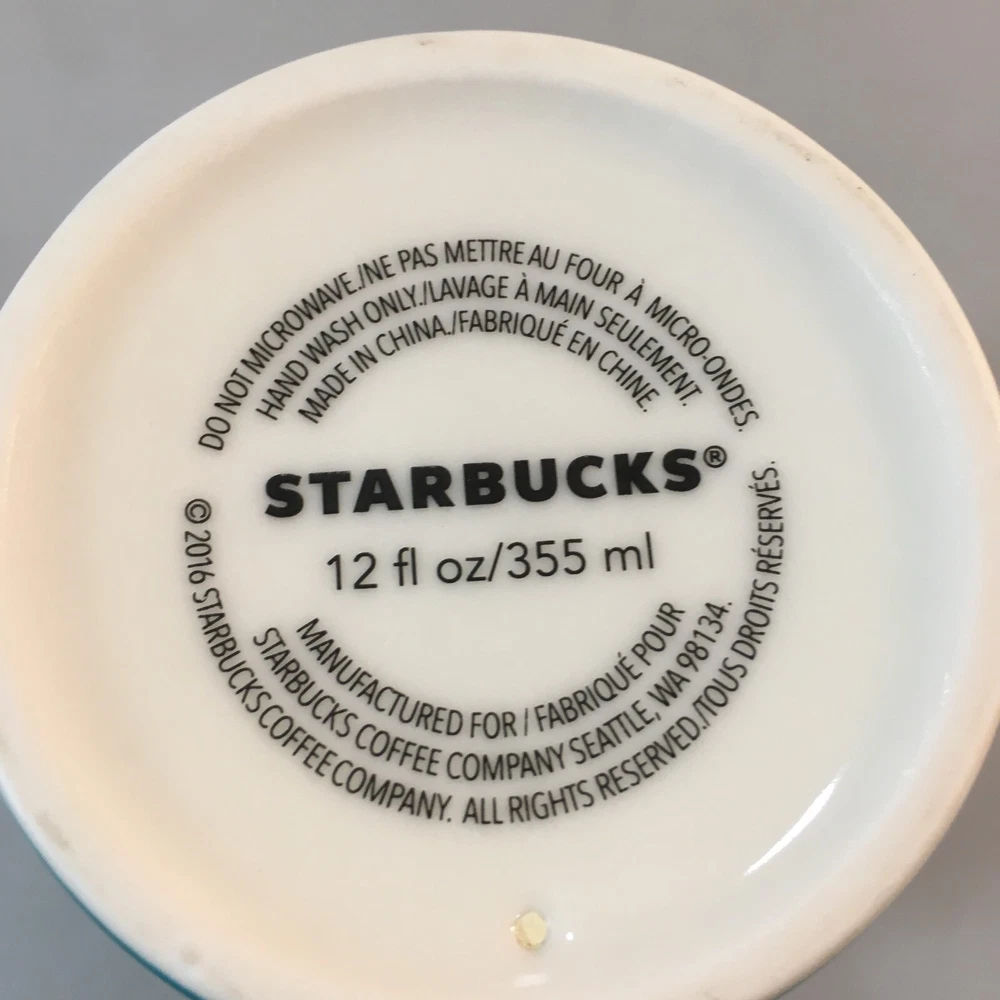 DO NOT MICROWAVE./NE PAS METTRE AU FOUR À MICRO-ONDES.
HAND WASH ONLY./LAVAGE À MAIN SEULEMENT.
MADE IN CHINA./FABRIQUÉ EN CHINE.
STARBUCKS®
12 fl oz/355 ml
MANUFACTURED FOR / FABRIQUÉ POUR
STARBUCKS COFFEE COMPANY SEATTLE, WA 98134.
© 2016 STARBUCKS COFFEE COMPANY. ALL RIGHTS RESERVED./TOUS DROITS RÉSERVÉS.